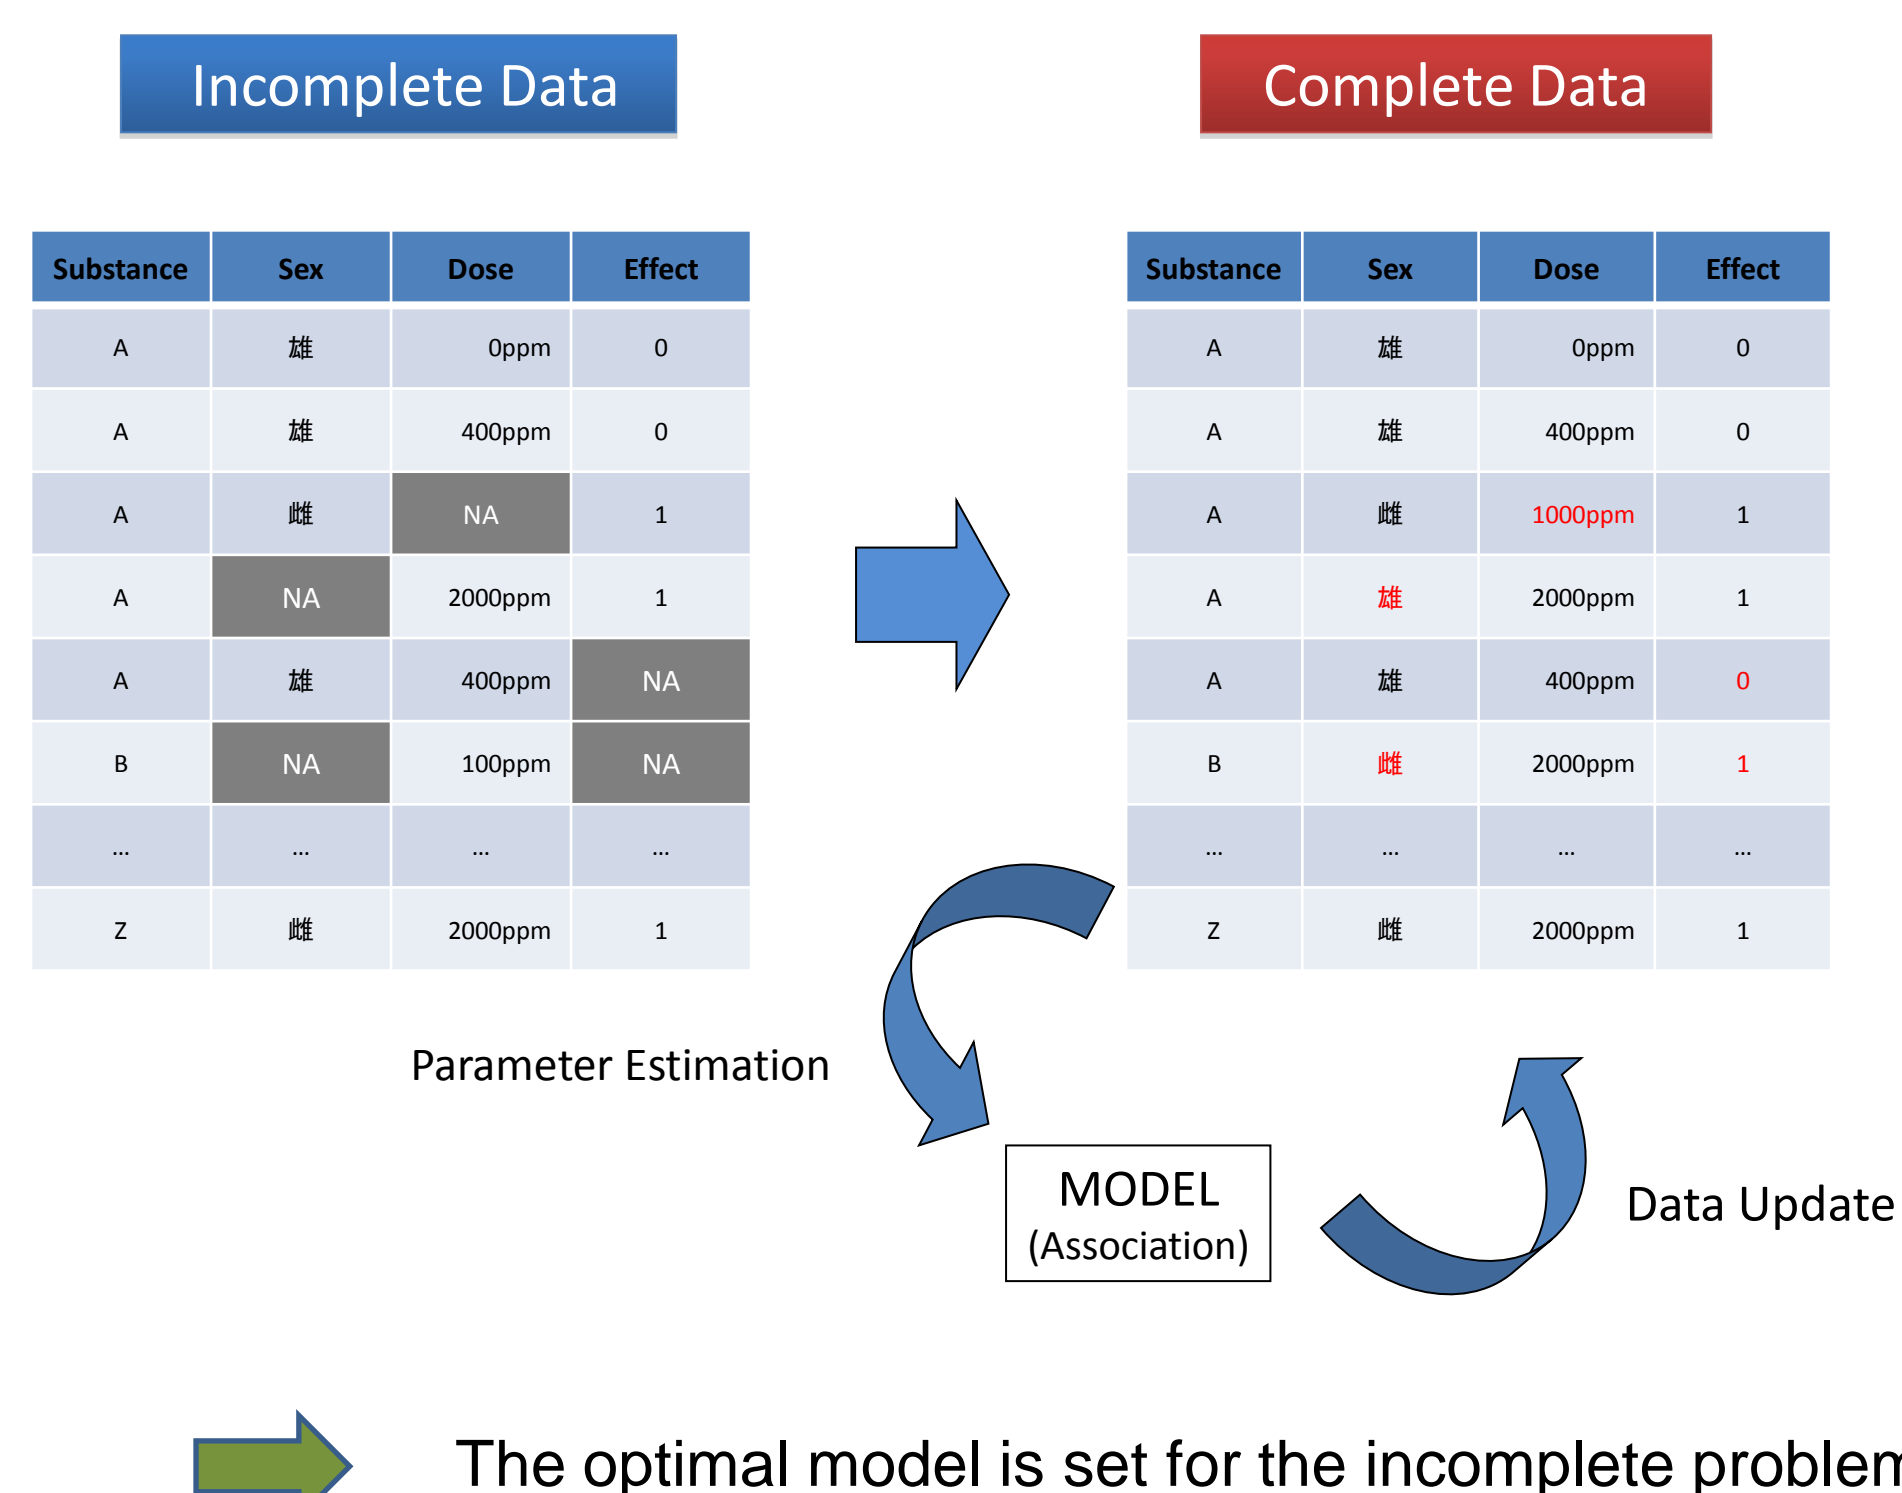 Incomplete Data
Complete Data
Substance Sex Dose Effect
A 雄 0ppm 0
A 雄 400ppm 0
A 雌 NA 1
A NA 2000ppm 1
A 雄 400ppm NA
B NA 100ppm NA
... ... ... ...
Z 雌 2000ppm 1
Substance Sex Dose Effect
A 雄 0ppm 0
A 雄 400ppm 0
A 雌 1000ppm 1
A 雄 2000ppm 1
A 雄 400ppm 0
B 雌 2000ppm 1
... ... ... ...
Z 雌 2000ppm 1
Parameter Estimation
MODEL
(Association)
Data Update
The optimal model is set for the incomplete problem